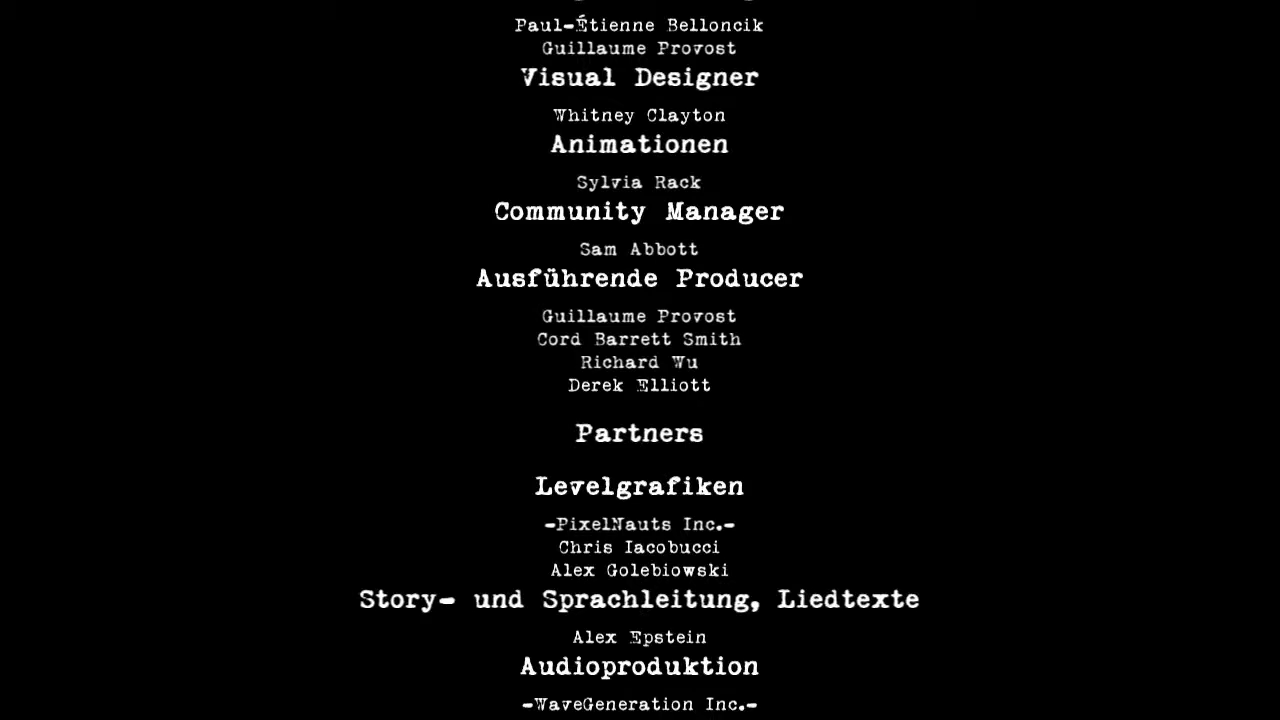 Paul-Étienne Belloncik
Guillaume Provost
Visual Designer
Whitney Clayton
Animationen
Sylvia Rack
Community Manager
Sam Abbott
Ausführende Producer
Guillaume Provost
Cord Barrett Smith
Richard Wu
Derek Elliott
Partners
Levelgrafiken
-PixelNauts Inc.-
Chris Iacobucci
Alex Golebiowski
Story- und Sprachleitung, Liedtexte
Alex Epstein
Audioproduktion
-WaveGeneration Inc.-